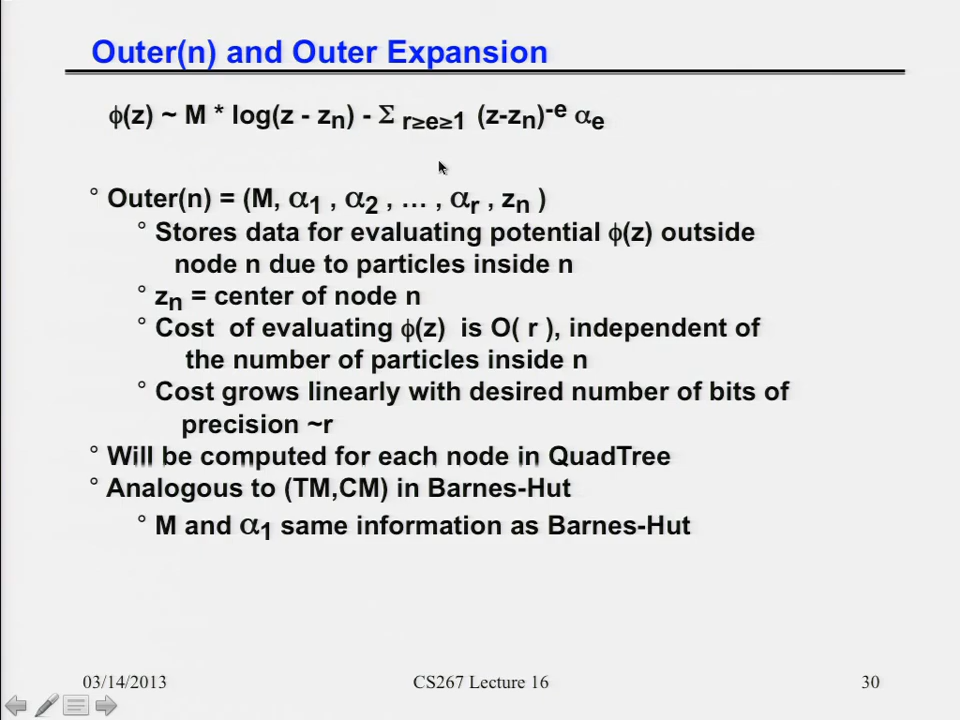 Outer(n) and Outer Expansion
ϕ(z) ~ M * log(z - zn) - Σ r≥e≥1 (z-zn)-e αe
° Outer(n) = (M, α1 , α2 , … , αr , zn )
° Stores data for evaluating potential ϕ(z) outside
node n due to particles inside n
° zn = center of node n
° Cost of evaluating ϕ(z) is O( r ), independent of
the number of particles inside n
° Cost grows linearly with desired number of bits of
precision ~r
° Will be computed for each node in QuadTree
° Analogous to (TM,CM) in Barnes-Hut
° M and α1 same information as Barnes-Hut
03/14/2013 CS267 Lecture 16 30